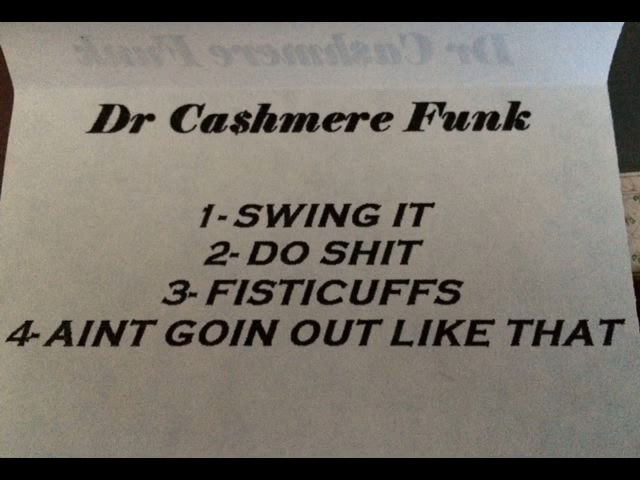 Dr Ca$hmere Funk
1- SWING IT
2- DO SHIT
3- FISTICUFFS
4- AINT GOIN OUT LIKE THAT